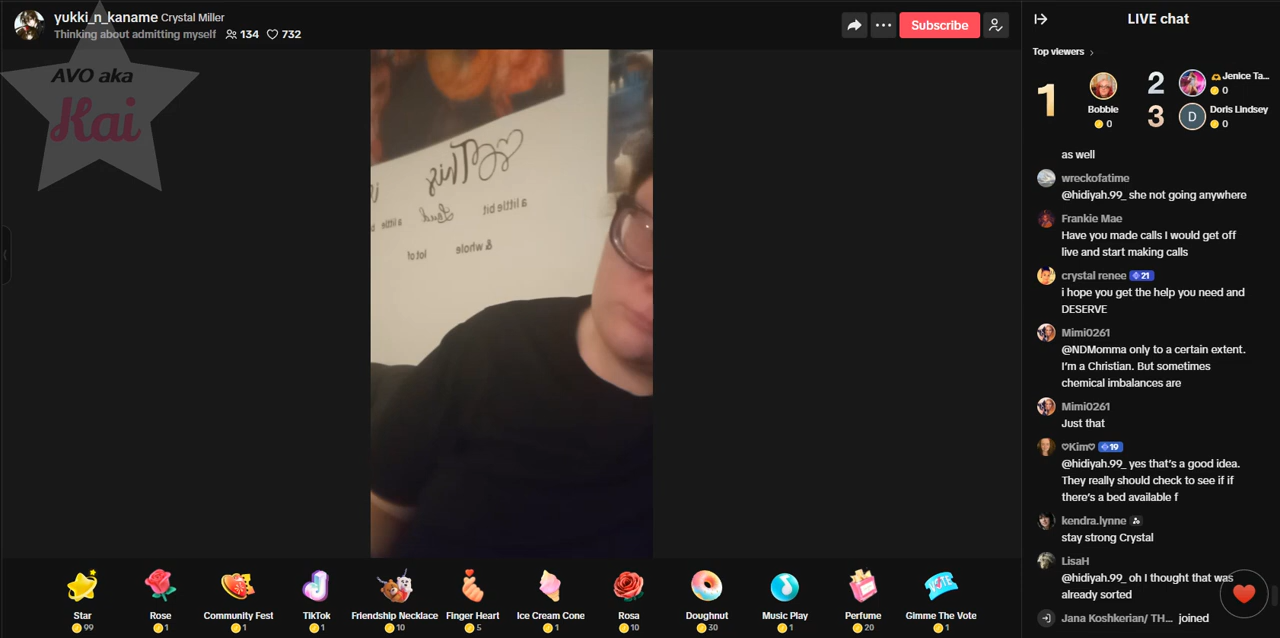 yukki_n_kaname Crystal Miller
Thinking about admitting myself 134 732
Subscribe
AVO aka
Kai
This
a little bit Loud a little
& whole lot of
Star
99
Rose
1
Community Fest
1
TikTok
1
Friendship Necklace
10
Finger Heart
5
Ice Cream Cone
1
Rosa
10
Doughnut
30
Music Play
1
Perfume
20
Gimme The Vote
1
LIVE chat
Top viewers
1
Bobbie
0
2
Jenice Ta...
0
3
D
Doris Lindsey
0
as well
wreckofatime
@hidiyah.99_ she not going anywhere
Frankie Mae
Have you made calls I would get off
live and start making calls
crystal renee 21
i hope you get the help you need and
DESERVE
Mimi0261
@NDMomma only to a certain extent.
I'm a Christian. But sometimes
chemical imbalances are
Mimi0261
Just that
♡Kim♡ 19
@hidiyah.99_ yes that's a good idea.
They really should check to see if if
there's a bed available f
kendra.lynne
stay strong Crystal
LisaH
@hidiyah.99_ oh I thought that was
already sorted
Jana Koshkerian/ TH... joined